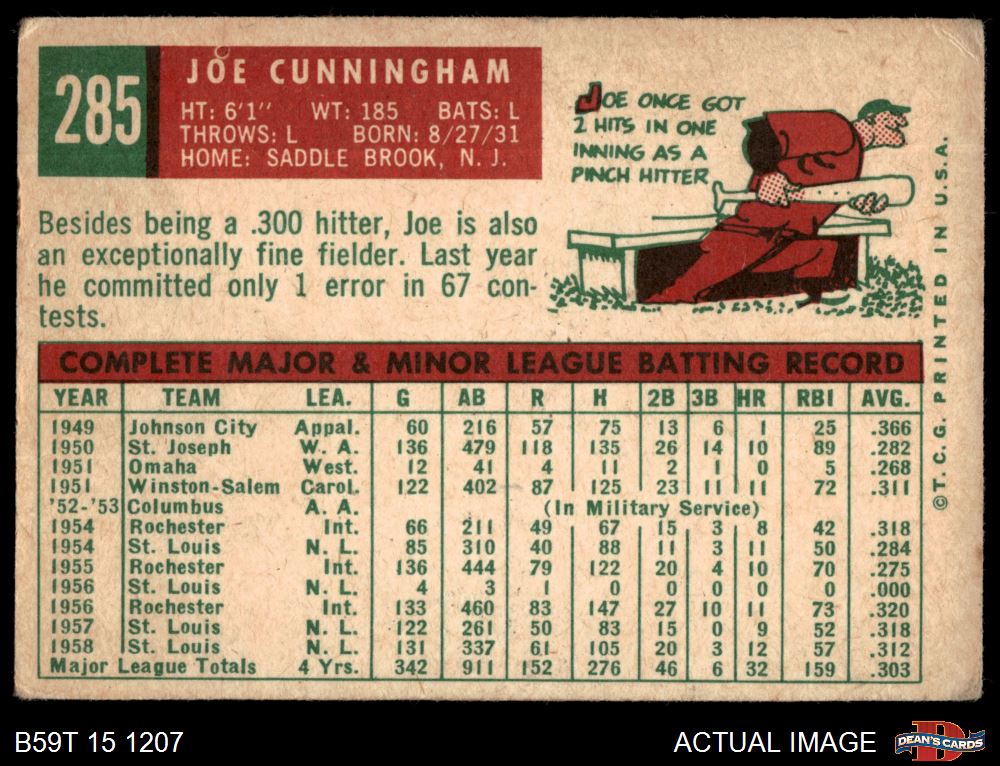 285
JOE CUNNINGHAM
HT: 6'1" WT: 185 BATS: L
THROWS: L BORN: 8/27/31
HOME: SADDLE BROOK, N. J.
JOE ONCE GOT
2 HITS IN ONE
INNING AS A
PINCH HITTER
Besides being a .300 hitter, Joe is also
an exceptionally fine fielder. Last year
he committed only 1 error in 67 con-
tests.
COMPLETE MAJOR & MINOR LEAGUE BATTING RECORD
YEAR TEAM LEA. G AB R H 2B 3B HR RBI AVG.
1949 Johnson City Appal. 60 216 57 75 13 6 1 25 .366
1950 St. Joseph W. A. 136 479 118 135 26 14 10 89 .282
1951 Omaha West. 12 41 4 11 2 1 0 5 .268
1951 Winston-Salem Carol. 122 402 87 125 23 11 11 72 .311
'52-'53 Columbus A. A. (In Military Service)
1954 Rochester Int. 66 211 49 67 15 3 8 42 .318
1954 St. Louis N. L. 85 310 40 88 11 3 11 50 .284
1955 Rochester Int. 136 444 79 122 20 4 10 70 .275
1956 St. Louis N. L. 4 3 1 0 0 0 0 0 .000
1956 Rochester Int. 133 460 83 147 27 10 11 73 .320
1957 St. Louis N. L. 122 261 50 83 15 0 9 52 .318
1958 St. Louis N. L. 131 337 61 105 20 3 12 57 .312
Major League Totals 4 Yrs. 342 911 152 276 46 6 32 159 .303
©T.C.G. PRINTED IN U.S.A.
B59T 15 1207
ACTUAL IMAGE
DEAN'S CARDS